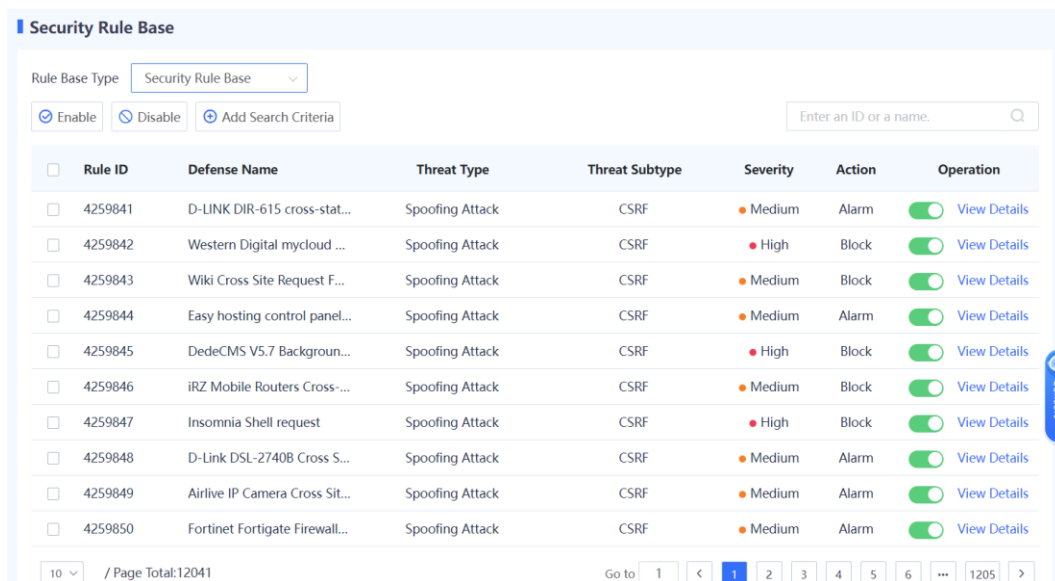 Security Rule Base
Rule Base Type Security Rule Base
Enable Disable Add Search Criteria Enter an ID or a name.
Rule ID Defense Name Threat Type Threat Subtype Severity Action Operation
4259841 D-LINK DIR-615 cross-stat... Spoofing Attack CSRF Medium Alarm View Details
4259842 Western Digital mycloud ... Spoofing Attack CSRF High Block View Details
4259843 Wiki Cross Site Request F... Spoofing Attack CSRF Medium Block View Details
4259844 Easy hosting control panel... Spoofing Attack CSRF Medium Alarm View Details
4259845 DedeCMS V5.7 Backgroun... Spoofing Attack CSRF High Block View Details
4259846 iRZ Mobile Routers Cross-... Spoofing Attack CSRF Medium Block View Details
4259847 Insomnia Shell request Spoofing Attack CSRF High Block View Details
4259848 D-Link DSL-2740B Cross S... Spoofing Attack CSRF Medium Alarm View Details
4259849 Airlive IP Camera Cross Sit... Spoofing Attack CSRF Medium Alarm View Details
4259850 Fortinet Fortigate Firewall... Spoofing Attack CSRF Medium Alarm View Details
10 / Page Total:12041 Go to 1 < 1 2 3 4 5 6 ... 1205 >